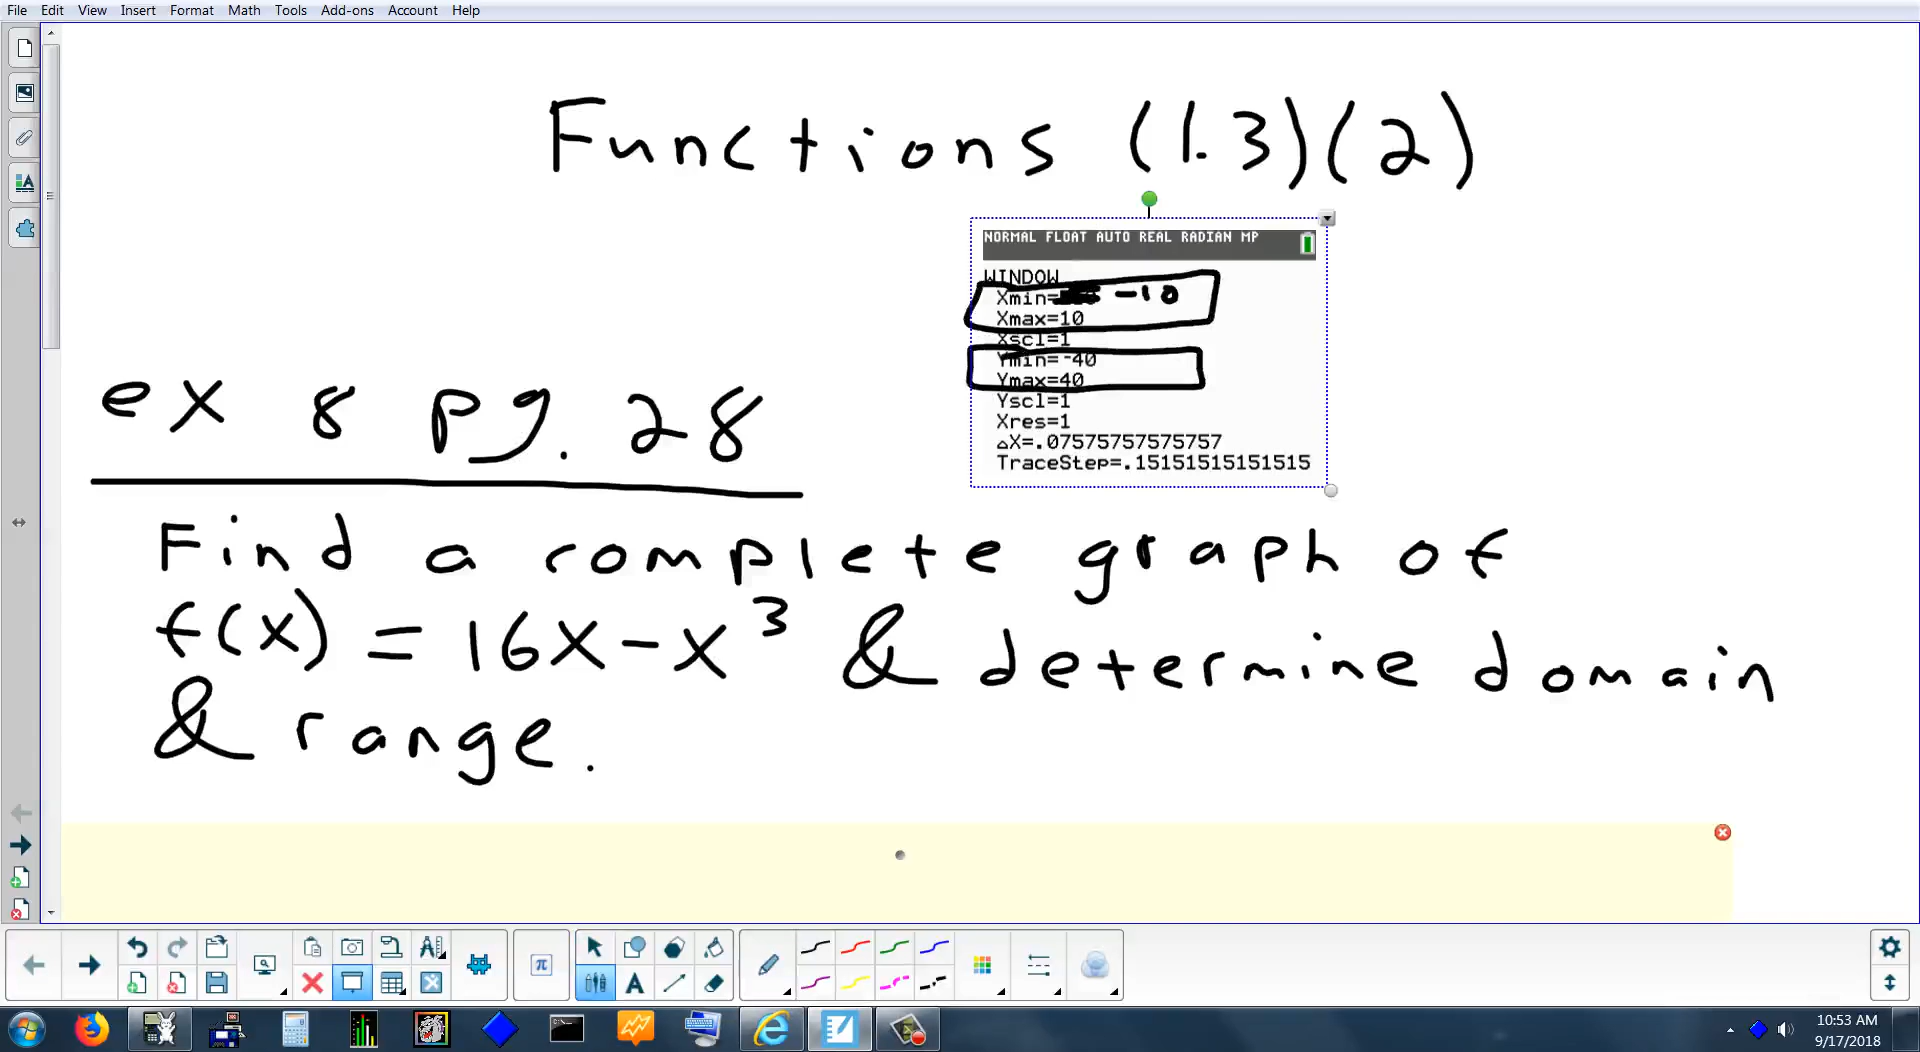 File Edit View Insert Format Math Tools Add-ons Account Help
Functions (1.3)(2)
NORMAL FLOAT AUTO REAL RADIAN MP
WINDOW
Xmin= -10
Xmax=10
Xscl=1
Ymin=-40
Ymax=40
Yscl=1
Xres=1
△X=.07575757575757
TraceStep=.15151515151515
ex 8 pg. 28
Find a complete graph of
f(x) = 16x - x³ & determine domain
& range.
π
A
10:53 AM
9/17/2018